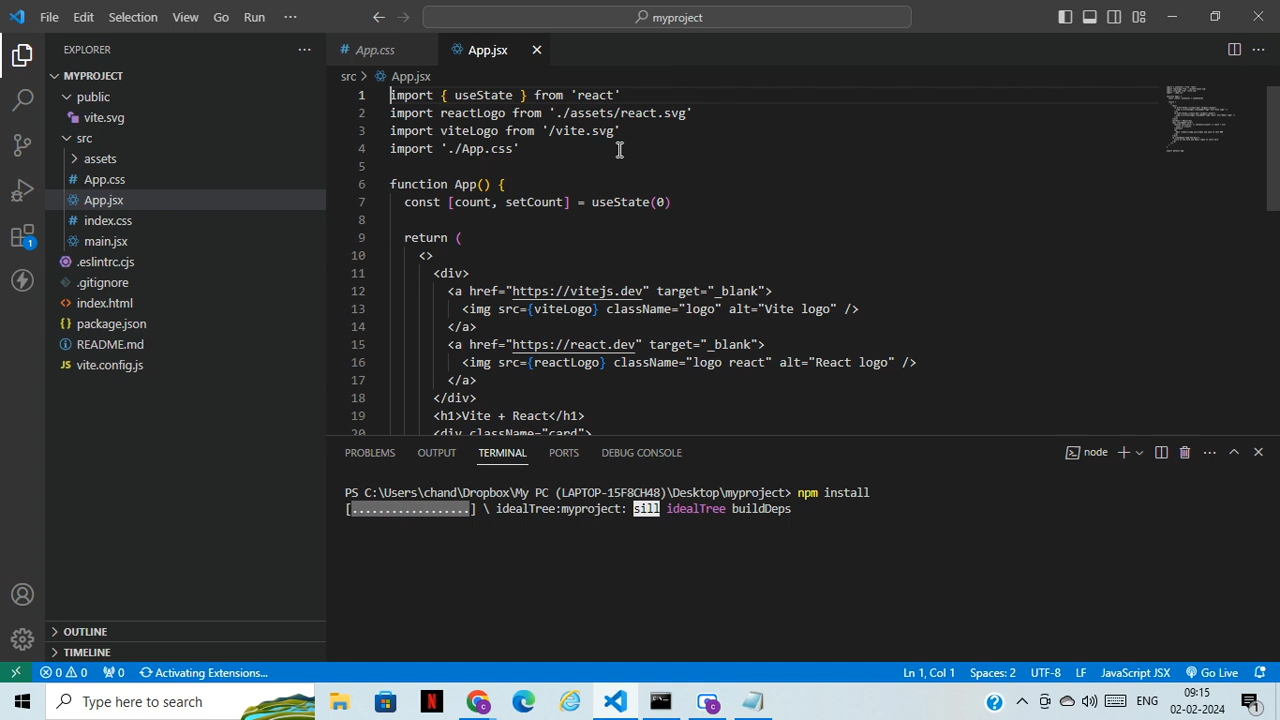 File Edit Selection View Go Run ··· myproject
EXPLORER ···
MYPROJECT
public
vite.svg
src
assets
App.css
App.jsx
index.css
main.jsx
.eslintrc.cjs
.gitignore
index.html
package.json
README.md
vite.config.js
OUTLINE
TIMELINE
App.css App.jsx
src > App.jsx
1 import { useState } from 'react'
2 import reactLogo from './assets/react.svg'
3 import viteLogo from '/vite.svg'
4 import './App.css'
5
6 function App() {
7 const [count, setCount] = useState(0)
8
9 return (
10 <>
11 <div>
12 <a href="https://vitejs.dev" target="_blank">
13 <img src={viteLogo} className="logo" alt="Vite logo" />
14 </a>
15 <a href="https://react.dev" target="_blank">
16 <img src={reactLogo} className="logo react" alt="React logo" />
17 </a>
18 </div>
19 <h1>Vite + React</h1>
20 <div className="card">
PROBLEMS OUTPUT TERMINAL PORTS DEBUG CONSOLE node
PS C:\Users\chand\Dropbox\My PC (LAPTOP-15F8CH48)\Desktop\myproject> npm install
[..................] \ idealTree:myproject: sill idealTree buildDeps
0 0 0 Activating Extensions... Ln 1, Col 1 Spaces: 2 UTF-8 LF JavaScript JSX Go Live
Type here to search
ENG
09:15
02-02-2024